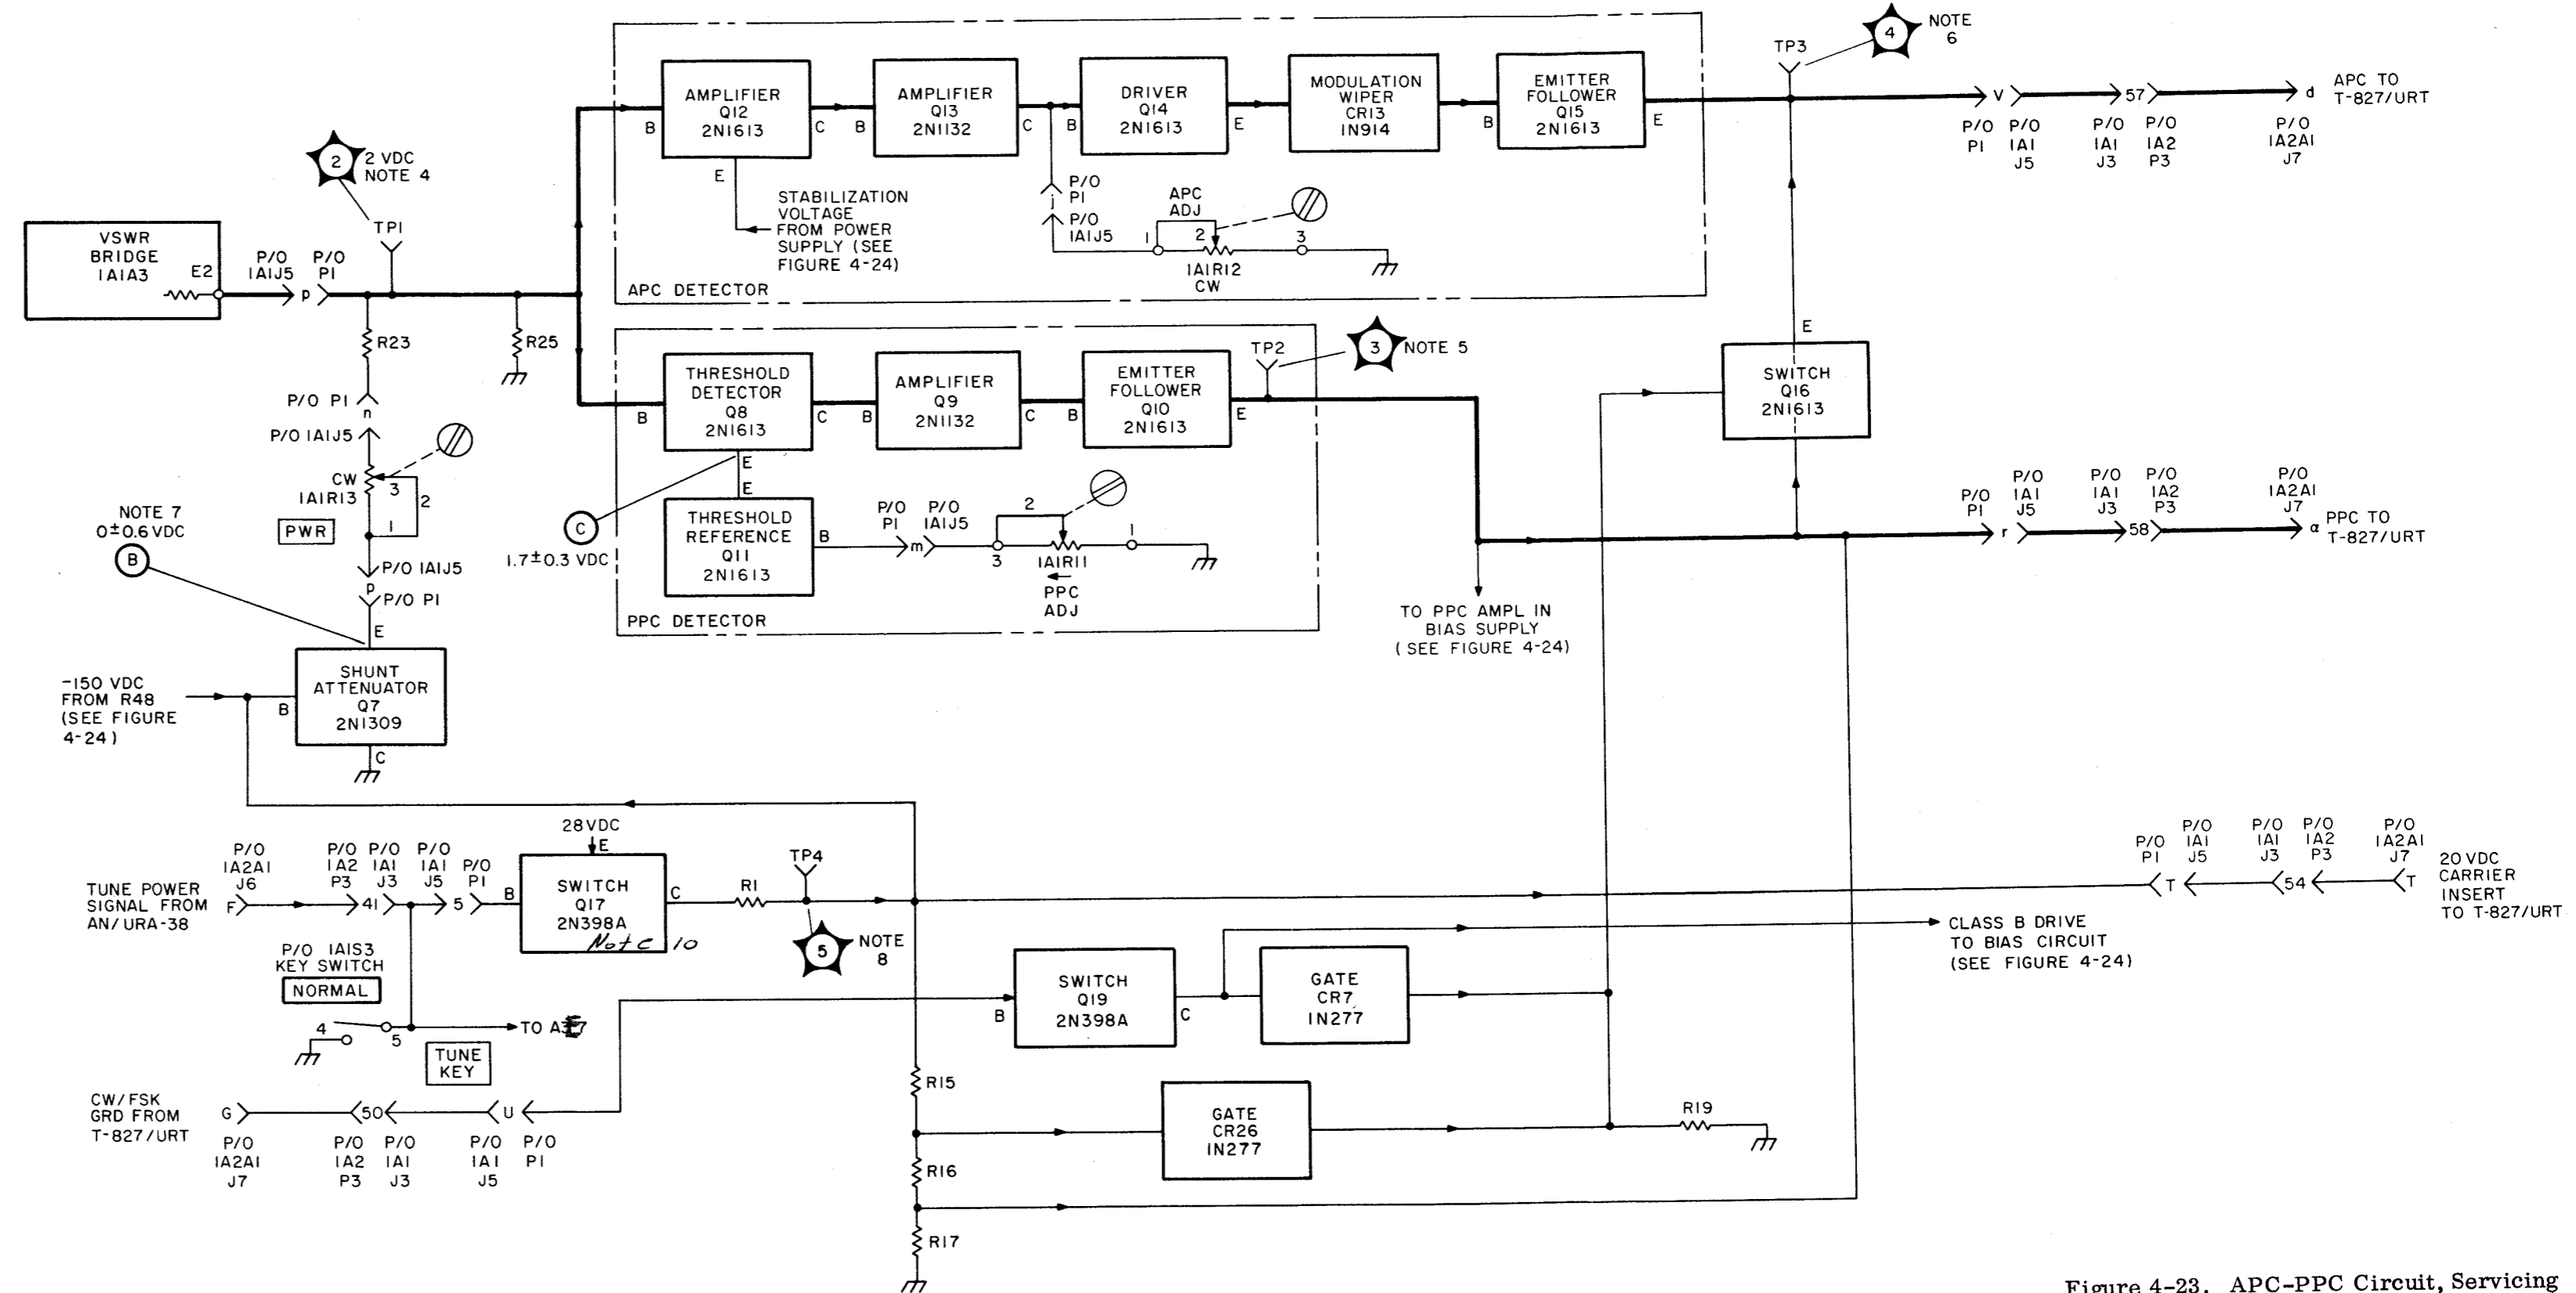 AMPLIFIER
Q12
2N1613
B
C
E
AMPLIFIER
Q13
2N1132
B
C
DRIVER
Q14
2N1613
B
E
MODULATION
WIPER
CR13
1N914
EMITTER
FOLLOWER
Q15
2N1613
B
E
TP3
4
NOTE
6
V
57
d
APC TO
T-827/URT
P/O
P1
P/O
1A1
J5
P/O
1A1
J3
P/O
1A2
P3
P/O
1A2A1
J7
STABILIZATION
VOLTAGE
FROM POWER
SUPPLY (SEE
FIGURE 4-24)
P/O
P1
j
P/O
1A1J5
APC
ADJ
1
2
3
1A1R12
CW
APC DETECTOR
2
2 VDC
NOTE 4
TP1
VSWR
BRIDGE
1A1A3
E2
P/O
1A1J5
P/O
P1
p
R23
R25
P/O P1
n
P/O 1A1J5
CW
1A1R13
3
2
1
PWR
NOTE 7
0±0.6 VDC
B
P/O 1A1J5
p
P/O P1
E
SHUNT
ATTENUATOR
Q7
2N1309
B
C
-150 VDC
FROM R48
(SEE FIGURE
4-24)
THRESHOLD
DETECTOR
Q8
2N1613
B
C
E
E
AMPLIFIER
Q9
2N1132
B
C
EMITTER
FOLLOWER
Q10
2N1613
B
E
TP2
3
NOTE 5
C
1.7±0.3 VDC
THRESHOLD
REFERENCE
Q11
2N1613
B
P/O
P1
P/O
1A1J5
m
2
3
1
1A1R11
PPC
ADJ
PPC DETECTOR
TO PPC AMPL IN
BIAS SUPPLY
(SEE FIGURE 4-24)
E
SWITCH
Q16
2N1613
P/O
P1
P/O
1A1
J5
P/O
1A1
J3
P/O
1A2
P3
P/O
1A2A1
J7
r
58
a
PPC TO
T-827/URT
TUNE POWER
SIGNAL FROM
AN/URA-38
P/O
1A2A1
J6
F
P/O
1A2
P3
P/O
1A1
J3
41
P/O
1A1
J5
P/O
P1
5
28VDC
E
B
SWITCH
Q17
2N398A
Note 10
C
R1
TP4
5
NOTE
8
P/O
P1
P/O
1A1
J5
P/O
1A1
J3
P/O
1A2
P3
P/O
1A2A1
J7
T
54
T
20 VDC
CARRIER
INSERT
TO T-827/URT
P/O 1A1S3
KEY SWITCH
NORMAL
4
5
TO
TUNE
KEY
SWITCH
Q19
2N398A
B
C
GATE
CR7
1N277
CLASS B DRIVE
TO BIAS CIRCUIT
(SEE FIGURE 4-24)
R15
R16
R17
GATE
CR26
1N277
R19
CW/FSK
GRD FROM
T-827/URT
G
50
U
P/O
1A2A1
J7
P/O
1A2
P3
P/O
1A1
J3
P/O
1A1
J5
P/O
P1
Figure 4-23. APC-PPC Circuit, Servicing